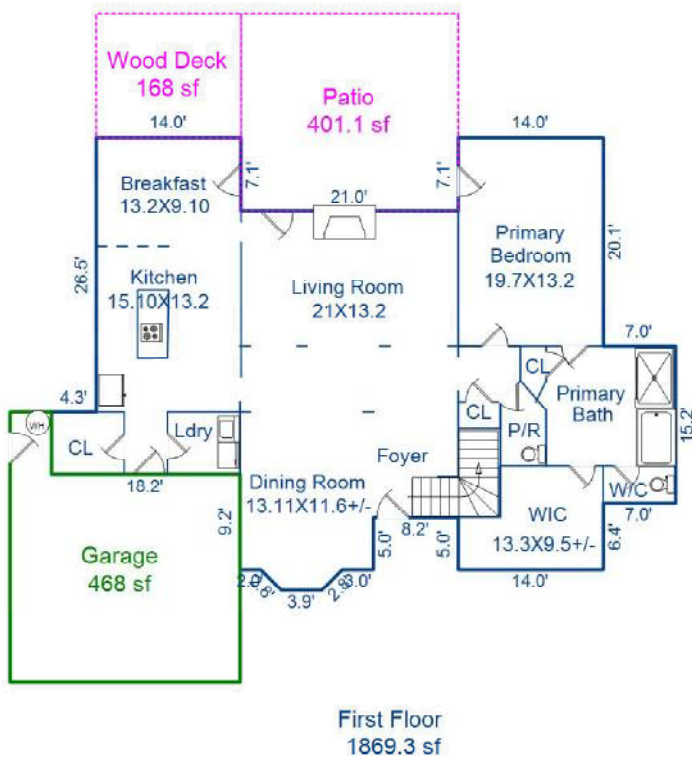 Wood Deck
168 sf
Patio
401.1 sf
14.0'
14.0'
7.1'
7.1'
21.0'
Breakfast
13.2X9.10
Primary
Bedroom
19.7X13.2
20.1'
26.5'
Kitchen
15.10X13.2
Living Room
21X13.2
7.0'
CL
Primary
Bath
15.2'
4.3'
WH
CL
Ldry
CL
P/R
Foyer
18.2'
Dining Room
13.11X11.6+/-
W/C
7.0'
9.2'
8.2'
5.0'
5.0'
WIC
13.3X9.5+/-
6.4'
Garage
468 sf
3.9'
2.8'
3.0'
14.0'
First Floor
1869.3 sf